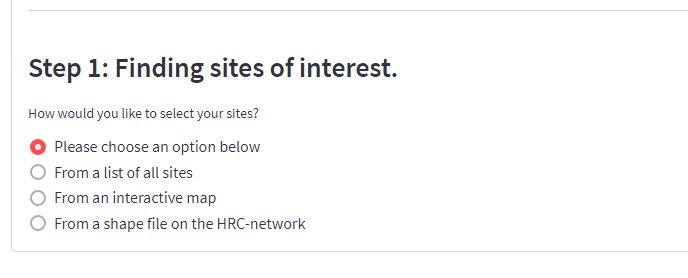 Step 1: Finding sites of interest.
How would you like to select your sites?
Please choose an option below
From a list of all sites
From an interactive map
From a shape file on the HRC-network